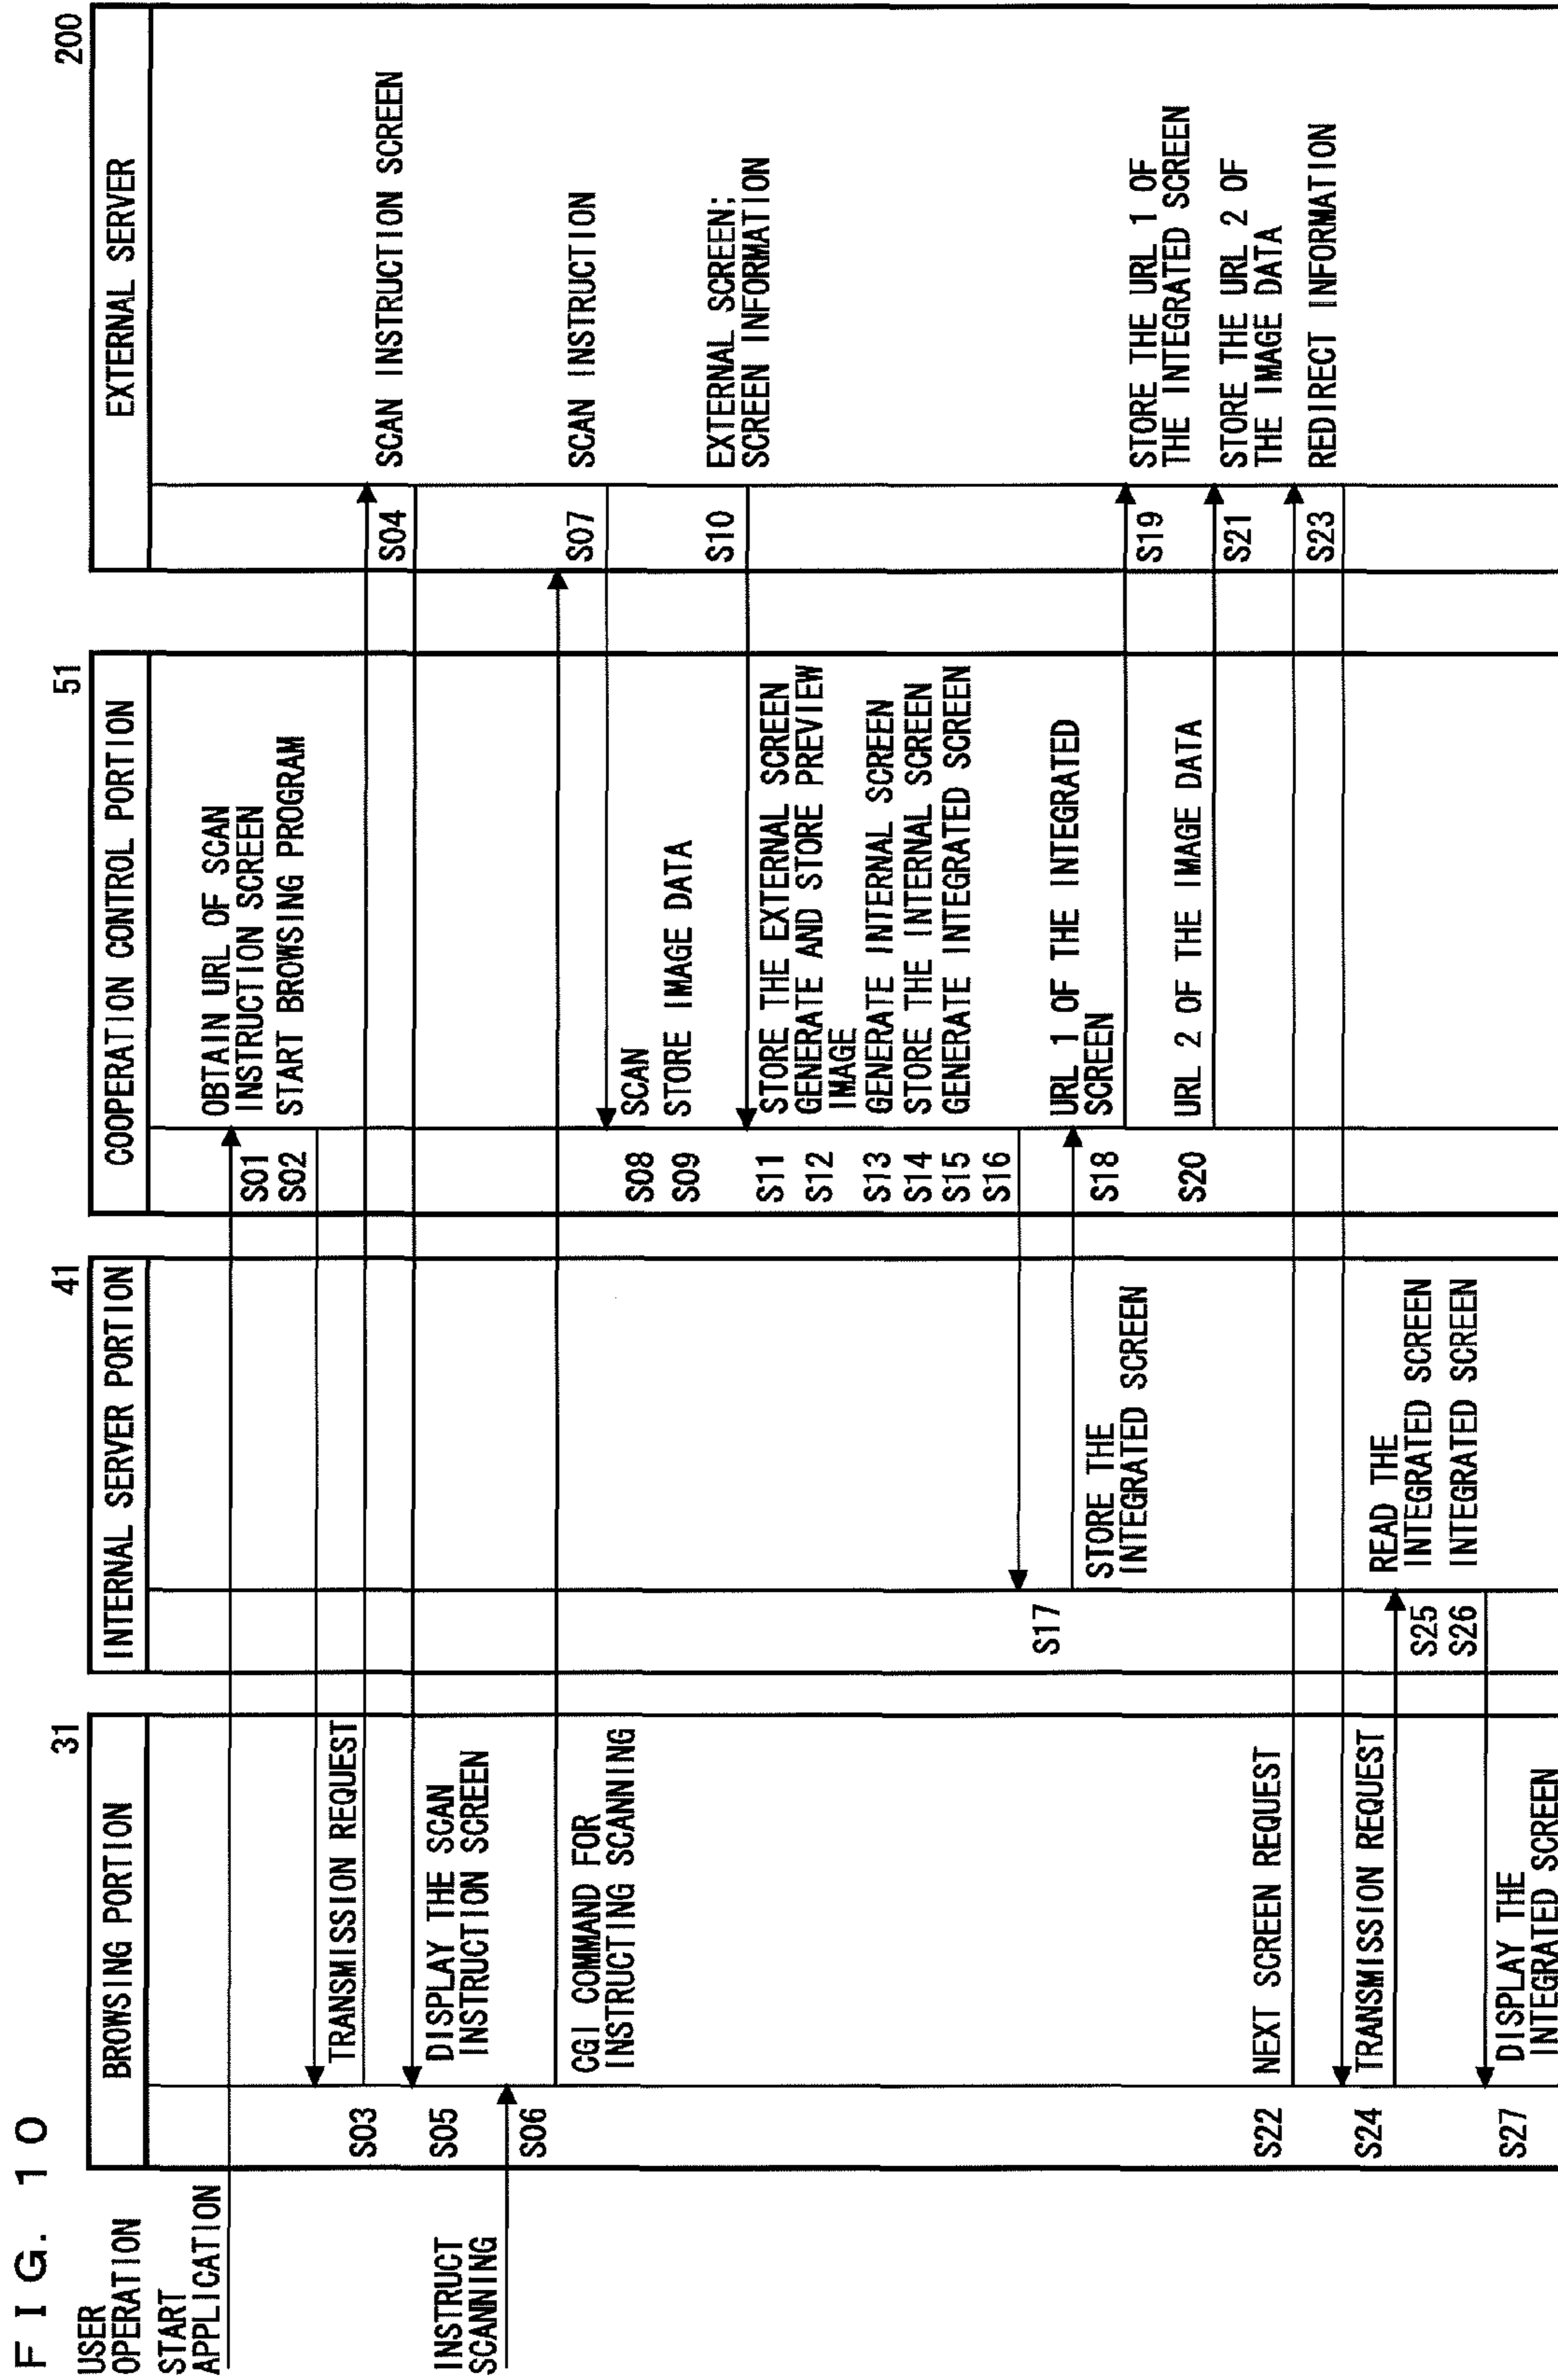 FIG. 10
USER
OPERATION
START
APPLICATION
INSTRUCT
SCANNING
31
BROWSING PORTION
S03
TRANSMISSION REQUEST
S05
DISPLAY THE SCAN
INSTRUCTION SCREEN
S06
CGI COMMAND FOR
INSTRUCTING SCANNING
S22
NEXT SCREEN REQUEST
S24
TRANSMISSION REQUEST
S27
DISPLAY THE
INTEGRATED SCREEN
41
INTERNAL SERVER PORTION
S17
STORE THE
INTEGRATED SCREEN
S25
READ THE
INTEGRATED SCREEN
S26
INTEGRATED SCREEN
51
COOPERATION CONTROL PORTION
S01
OBTAIN URL OF SCAN
INSTRUCTION SCREEN
S02
START BROWSING PROGRAM
S08
SCAN
S09
STORE IMAGE DATA
S11
STORE THE EXTERNAL SCREEN
S12
GENERATE AND STORE PREVIEW
IMAGE
S13
GENERATE INTERNAL SCREEN
S14
STORE THE INTERNAL SCREEN
S15
GENERATE INTEGRATED SCREEN
S16
S18
URL 1 OF THE INTEGRATED
SCREEN
S20
URL 2 OF THE IMAGE DATA
200
EXTERNAL SERVER
S04
SCAN INSTRUCTION SCREEN
S07
SCAN INSTRUCTION
S10
EXTERNAL SCREEN;
SCREEN INFORMATION
S19
STORE THE URL 1 OF
THE INTEGRATED SCREEN
S21
STORE THE URL 2 OF
THE IMAGE DATA
S23
REDIRECT INFORMATION